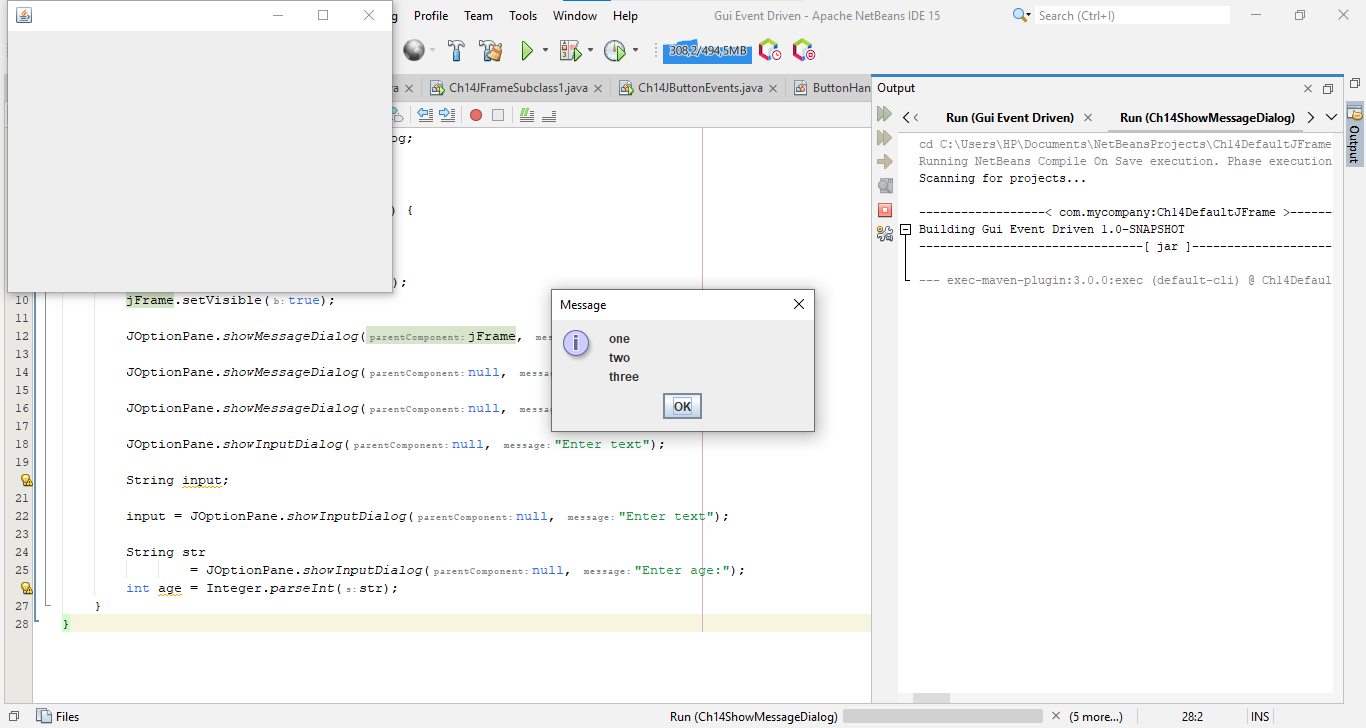 g Profile Team Tools Window Help
Gui Event Driven - Apache NetBeans IDE 15
Search (Ctrl+I)
308,2/494,5MB
a
Ch14JFrameSubclass1.java
Ch14JButtonEvents.java
ButtonHan
og;
) {
);
10 jFrame.setVisible(b: true);
11
12 JOptionPane.showMessageDialog(parentComponent: jFrame, mes
13
14 JOptionPane.showMessageDialog(parentComponent: null, messa
15
16 JOptionPane.showMessageDialog(parentComponent: null, messa
17
18 JOptionPane.showInputDialog(parentComponent: null, message: "Enter text");
19
String input;
21
22 input = JOptionPane.showInputDialog(parentComponent: null, message: "Enter text");
23
24 String str
25 = JOptionPane.showInputDialog(parentComponent: null, message: "Enter age:");
int age = Integer.parseInt(s: str);
27 }
28 }
Message
i
one
two
three
OK
Output
Run (Gui Event Driven)
Run (Ch14ShowMessageDialog)
cd C:\Users\HP\Documents\NetBeansProjects\Ch14DefaultJFrame
Running NetBeans Compile On Save execution. Phase execution
Scanning for projects...
------------------< com.mycompany:Ch14DefaultJFrame >------
Building Gui Event Driven 1.0-SNAPSHOT
--------------------------------[ jar ]--------------------
--- exec-maven-plugin:3.0.0:exec (default-cli) @ Ch14Defaul
Output
Files
Run (Ch14ShowMessageDialog)
(5 more...)
28:2
INS